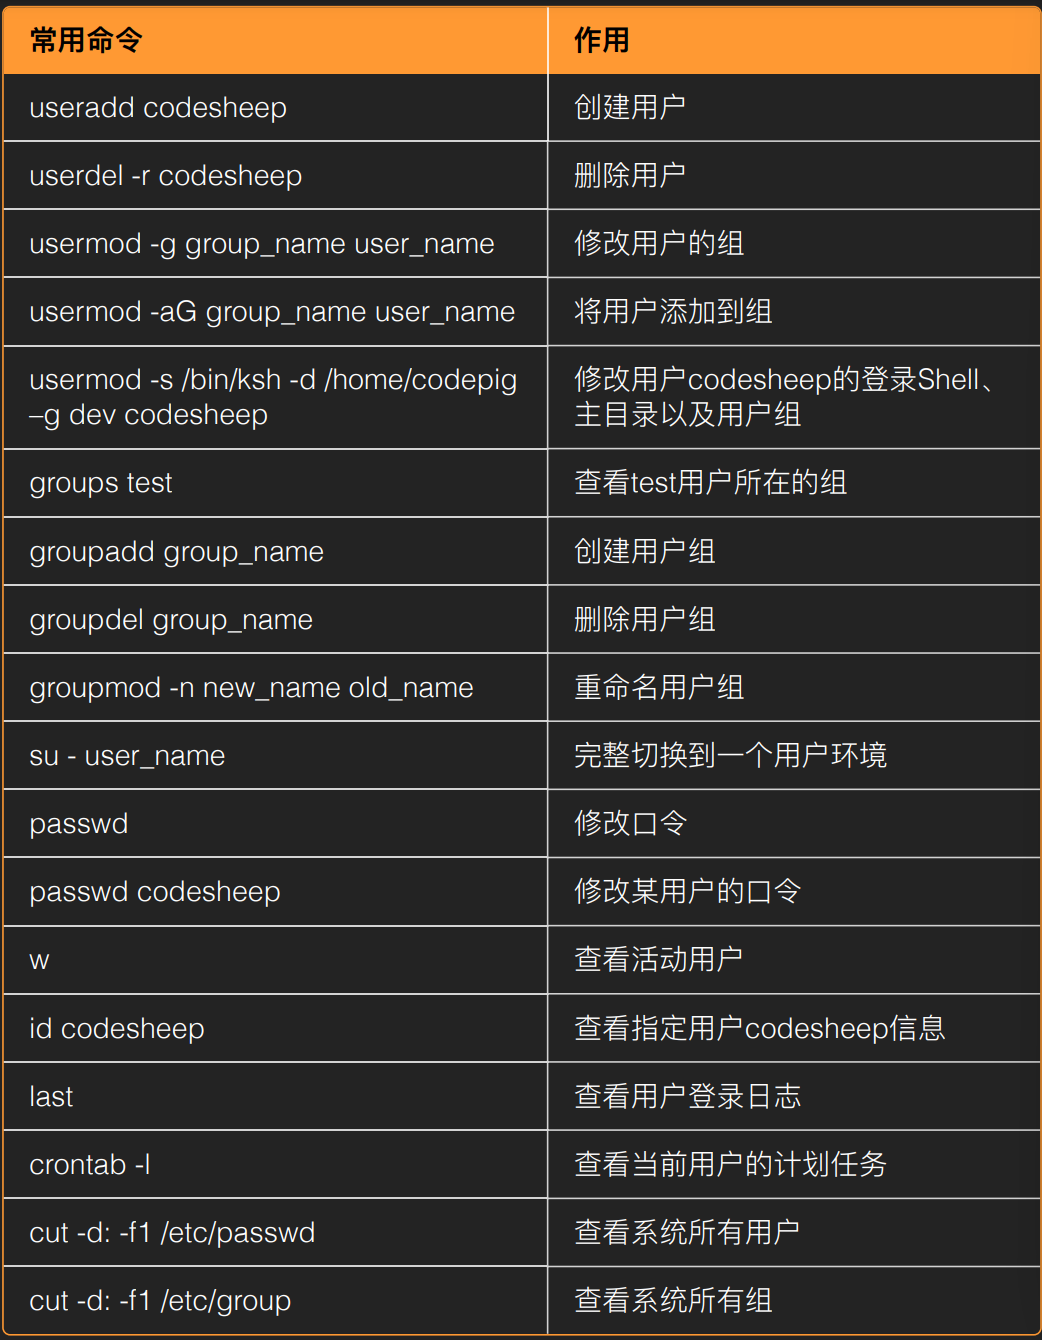 常用命令 作用
useradd codesheep 创建用户
userdel -r codesheep 删除用户
usermod -g group_name user_name 修改用户的组
usermod -aG group_name user_name 将用户添加到组
usermod -s /bin/ksh -d /home/codepig 修改用户codesheep的登录Shell、
–g dev codesheep 主目录以及用户组
groups test 查看test用户所在的组
groupadd group_name 创建用户组
groupdel group_name 删除用户组
groupmod -n new_name old_name 重命名用户组
su - user_name 完整切换到一个用户环境
passwd 修改口令
passwd codesheep 修改某用户的口令
w 查看活动用户
id codesheep 查看指定用户codesheep信息
last 查看用户登录日志
crontab -l 查看当前用户的计划任务
cut -d: -f1 /etc/passwd 查看系统所有用户
cut -d: -f1 /etc/group 查看系统所有组